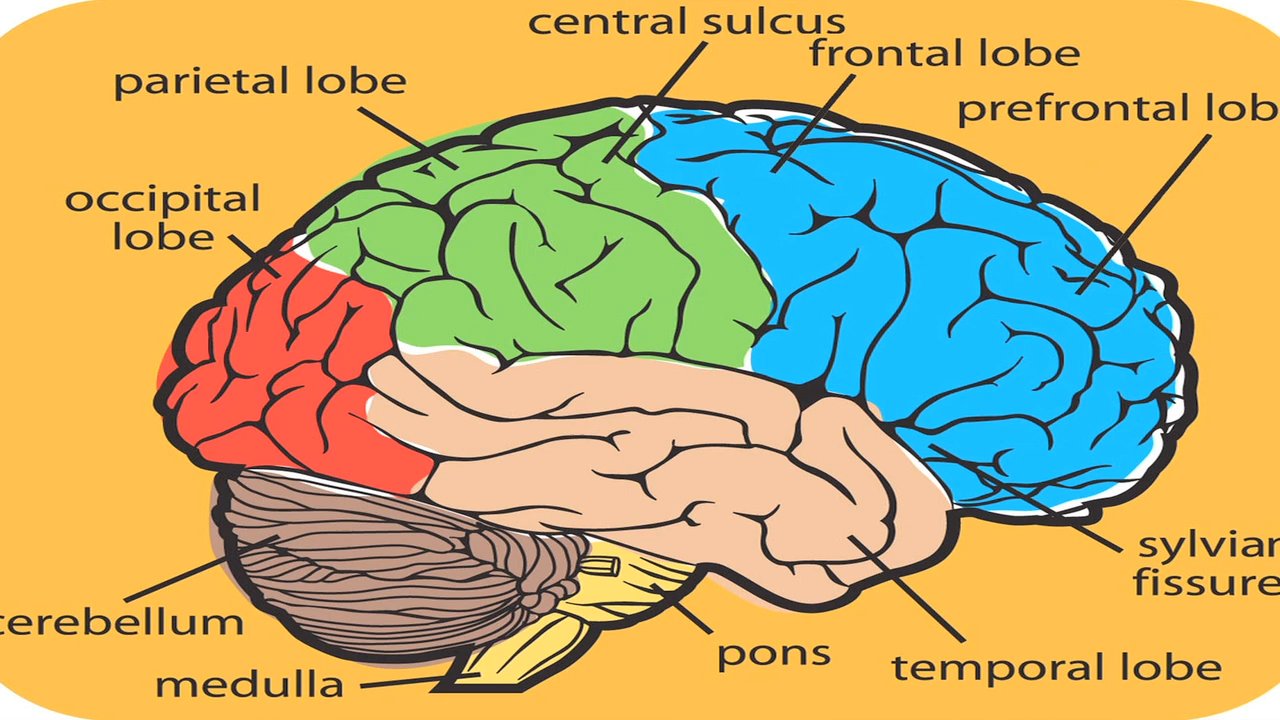 central sulcus
frontal lobe
parietal lobe
prefrontal lob
occipital
lobe
sylvian
fissure
cerebellum
pons
temporal lobe
medulla